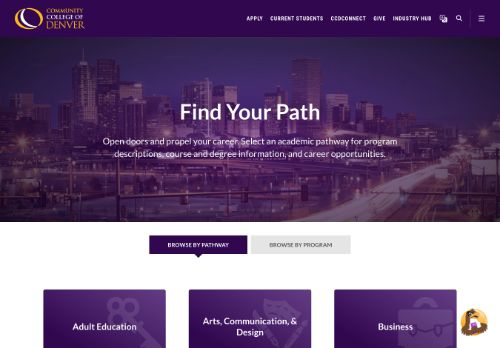 COMMUNITY
COLLEGE OF
DENVER
APPLY
CURRENT STUDENTS
CCDCONNECT
GIVE
INDUSTRY HUB
Find Your Path
Open doors and propel your career. Select an academic pathway for program
descriptions, course and degree information, and career opportunities.
BROWSE BY PATHWAY
BROWSE BY PROGRAM
Adult Education
Arts, Communication, &
Design
Business